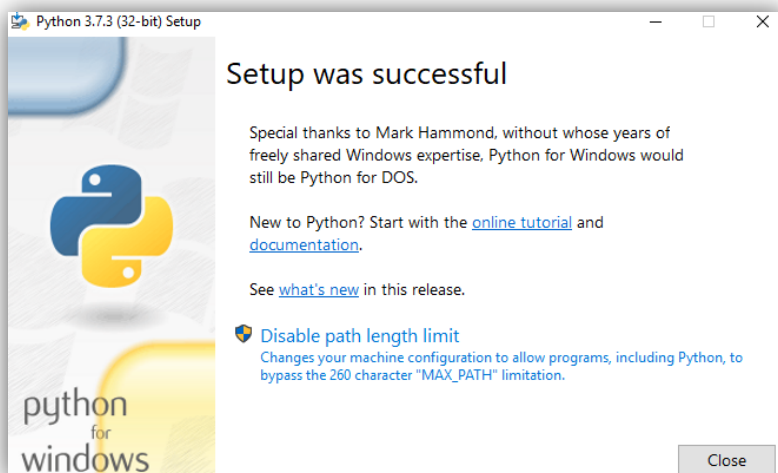 Python 3.7.3 (32-bit) Setup
Setup was successful
Special thanks to Mark Hammond, without whose years of
freely shared Windows expertise, Python for Windows would
still be Python for DOS.
New to Python? Start with the online tutorial and
documentation.
See what's new in this release.
Disable path length limit
Changes your machine configuration to allow programs, including Python, to
bypass the 260 character "MAX_PATH" limitation.
python
for
windows
Close